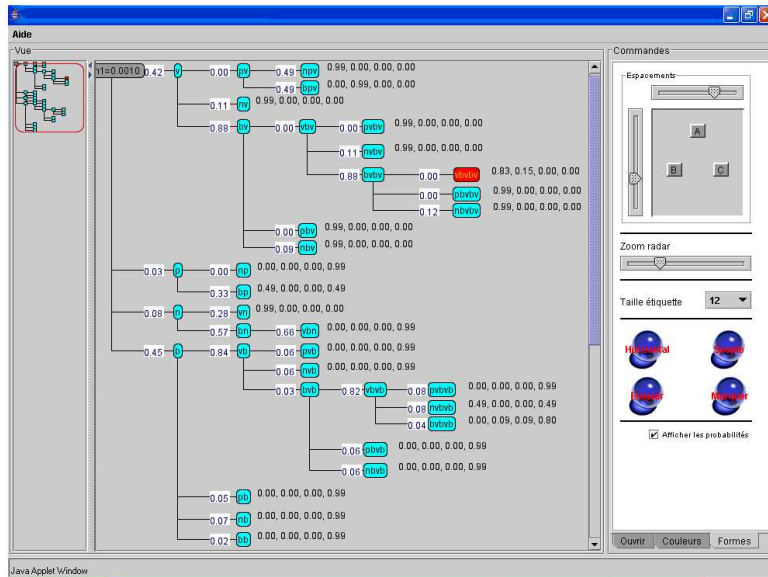 Aide
Vue
Commandes
n1=0.0010 0.42 v 0.00 pv 0.49 npv 0.99, 0.00, 0.00, 0.00
0.49 bpv 0.00, 0.99, 0.00, 0.00
0.11 nv 0.99, 0.00, 0.00, 0.00
0.88 bv 0.00 vbv 0.00 pvbv 0.99, 0.00, 0.00, 0.00
0.11 nvbv 0.99, 0.00, 0.00, 0.00
0.88 bvbv 0.00 vbvbv 0.83, 0.15, 0.00, 0.00
0.00 pbvbv 0.99, 0.00, 0.00, 0.00
0.12 nbvbv 0.99, 0.00, 0.00, 0.00
0.00 pbv 0.99, 0.00, 0.00, 0.00
0.09 nbv 0.99, 0.00, 0.00, 0.00
0.03 p 0.00 np 0.00, 0.00, 0.00, 0.99
0.33 bp 0.49, 0.00, 0.00, 0.49
0.08 n 0.28 vn 0.99, 0.00, 0.00, 0.00
0.57 bn 0.66 vbn 0.00, 0.00, 0.00, 0.99
0.45 b 0.84 vb 0.06 pvb 0.00, 0.00, 0.00, 0.99
0.06 nvb 0.00, 0.00, 0.00, 0.99
0.03 bvb 0.82 vbvb 0.08 pvbvb 0.00, 0.00, 0.00, 0.99
0.08 nvbvb 0.49, 0.00, 0.00, 0.49
0.04 bvbvb 0.00, 0.09, 0.09, 0.80
0.06 pbvb 0.00, 0.00, 0.00, 0.99
0.06 nbvb 0.00, 0.00, 0.00, 0.99
0.05 pb 0.00, 0.00, 0.00, 0.99
0.07 nb 0.00, 0.00, 0.00, 0.99
0.02 bb 0.00, 0.00, 0.00, 0.99
Espacements
A
B C
Zoom radar
Taille étiquette 12
Horizontal
Afficher les probabilités
Ouvrir Couleurs Formes
Java Applet Window